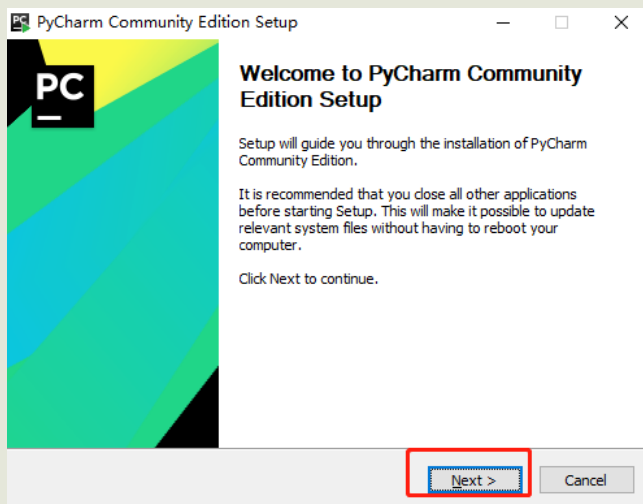 PyCharm Community Edition Setup
PC
Welcome to PyCharm Community
Edition Setup
Setup will guide you through the installation of PyCharm
Community Edition.
It is recommended that you close all other applications
before starting Setup. This will make it possible to update
relevant system files without having to reboot your
computer.
Click Next to continue.
Next >
Cancel